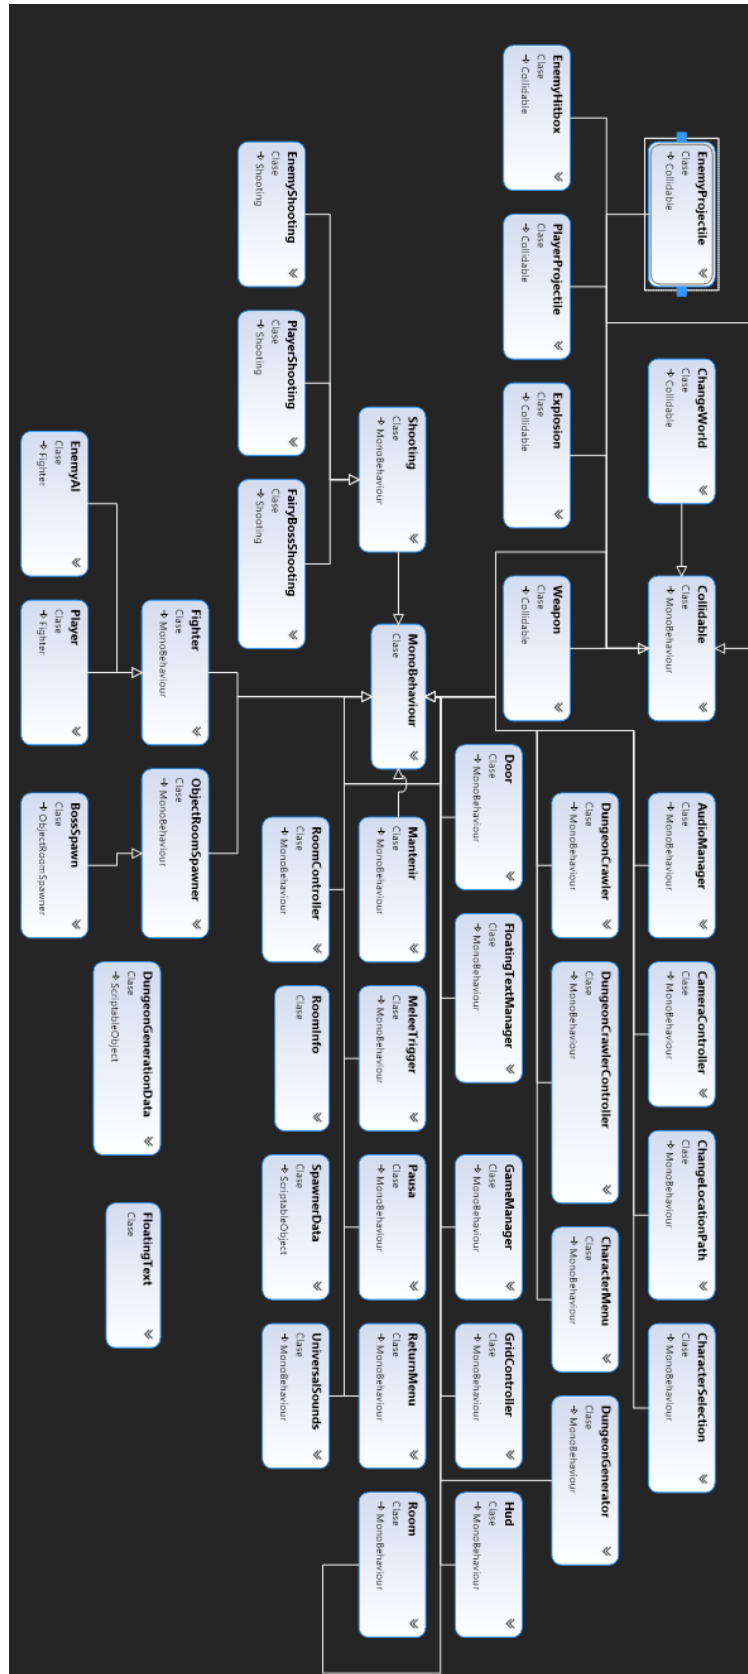 EnemyProjectile
Clase
→ Collidable
ChangeWorld
Clase
→ Collidable
Collidable
Clase
→ MonoBehaviour
AudioManager
Clase
→ MonoBehaviour
CameraController
Clase
→ MonoBehaviour
ChangeLocationPath
Clase
→ MonoBehaviour
CharacterSelection
Clase
→ MonoBehaviour
EnemyHitbox
Clase
→ Collidable
PlayerProjectile
Clase
→ Collidable
Explosion
Clase
→ Collidable
Weapon
Clase
→ Collidable
DungeonCrawler
Clase
→ MonoBehaviour
DungeonCrawlerController
Clase
→ MonoBehaviour
CharacterMenu
Clase
→ MonoBehaviour
DungeonGenerator
Clase
→ MonoBehaviour
Door
Clase
→ MonoBehaviour
FloatingTextManager
Clase
→ MonoBehaviour
GameManager
Clase
→ MonoBehaviour
GridController
Clase
→ MonoBehaviour
Hud
Clase
→ MonoBehaviour
Shooting
Clase
→ MonoBehaviour
MonoBehaviour
Clase
Mantenir
Clase
→ MonoBehaviour
MeleeTrigger
Clase
→ MonoBehaviour
Pausa
Clase
→ MonoBehaviour
ReturnMenu
Clase
→ MonoBehaviour
Room
Clase
→ MonoBehaviour
EnemyShooting
Clase
→ Shooting
PlayerShooting
Clase
→ Shooting
FairyBossShooting
Clase
→ Shooting
RoomController
Clase
→ MonoBehaviour
RoomInfo
Clase
SpawnerData
Clase
→ ScriptableObject
UniversalSounds
Clase
→ MonoBehaviour
Fighter
Clase
→ MonoBehaviour
ObjectRoomSpawner
Clase
→ MonoBehaviour
DungeonGenerationData
Clase
→ ScriptableObject
FloatingText
Clase
EnemyAI
Clase
→ Fighter
Player
Clase
→ Fighter
BossSpawn
Clase
→ ObjectRoomSpawner